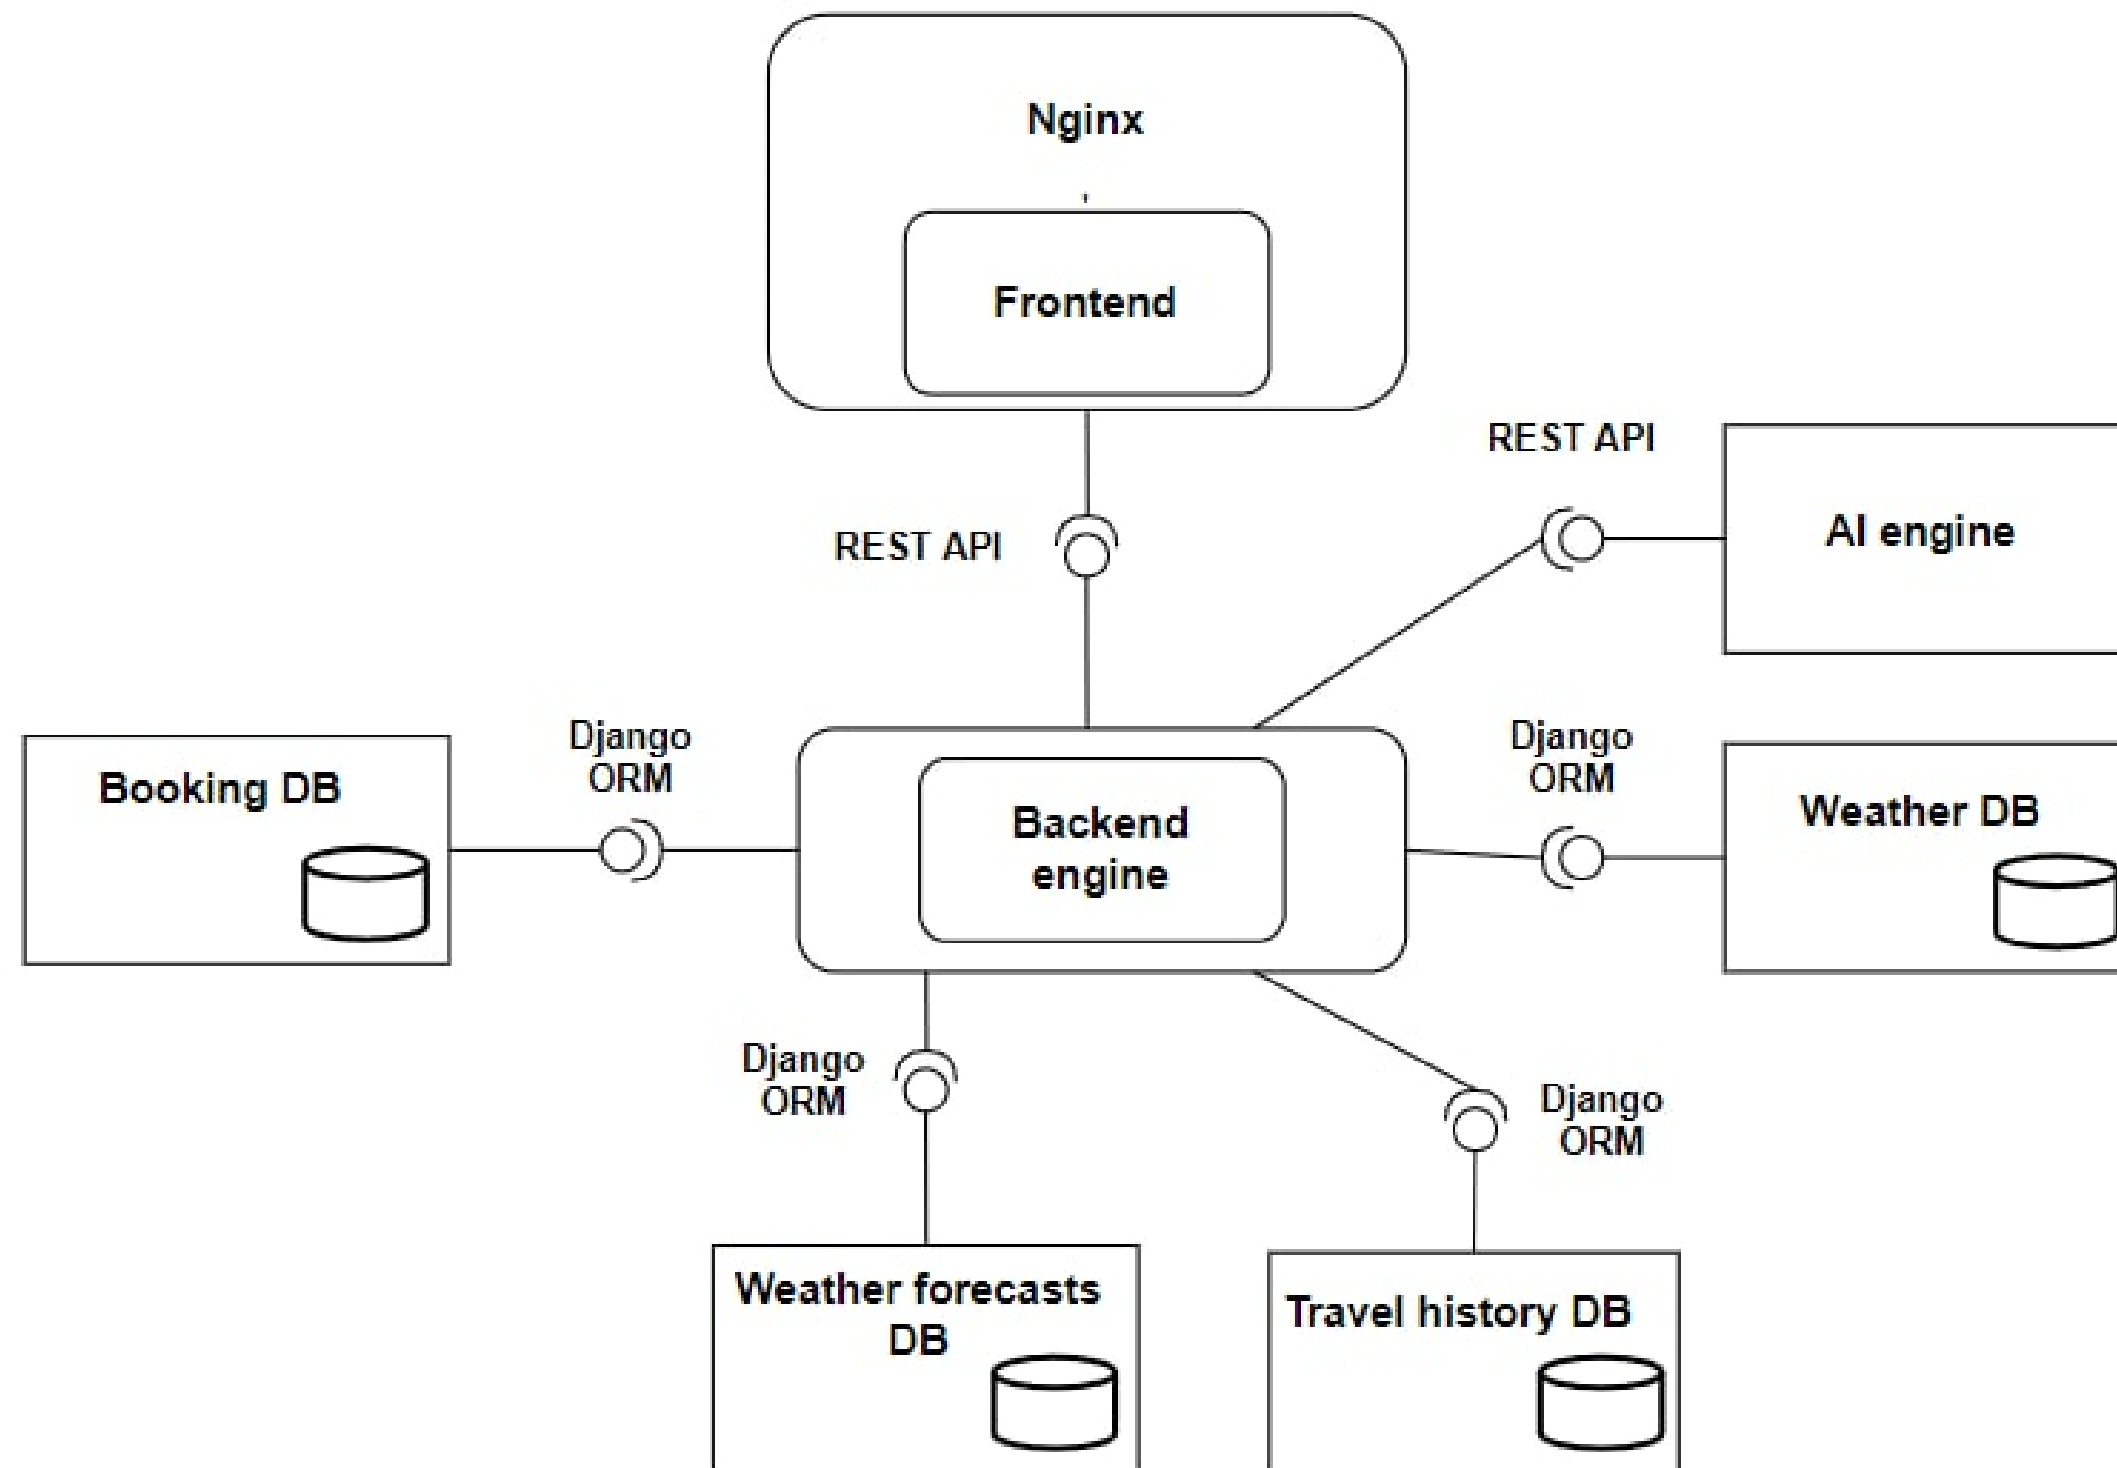 Nginx
Frontend
REST API
AI engine
REST API
Django
ORM
Django
ORM
Booking DB
Weather DB
Backend
engine
Django
ORM
Django
ORM
Weather forecasts
DB
Travel history DB